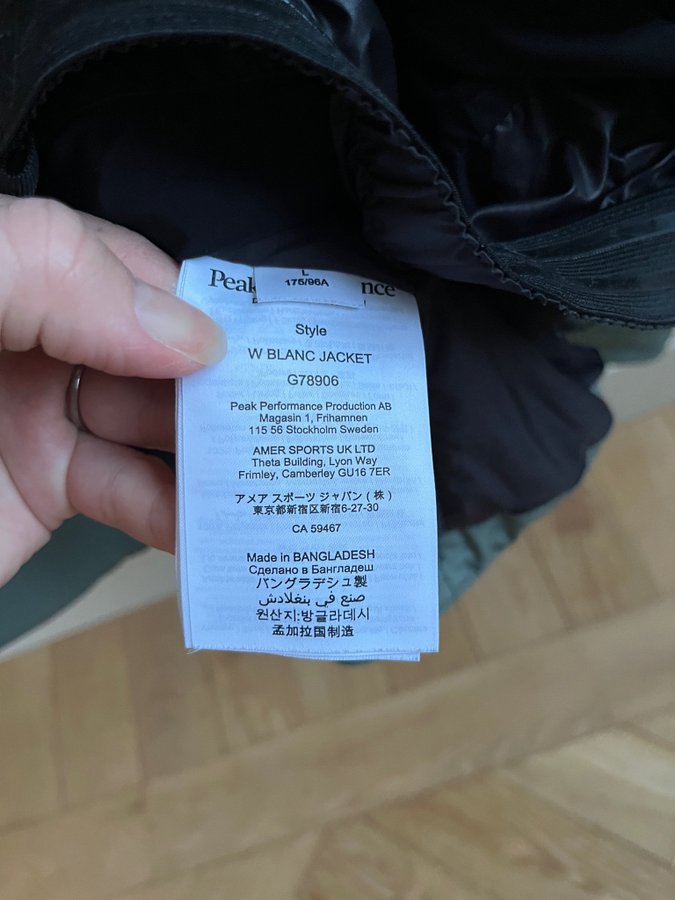 L
175/96A
Peak nce
Style
W BLANC JACKET
G78906
Peak Performance Production AB
Magasin 1, Frihamnen
115 56 Stockholm Sweden
AMER SPORTS UK LTD
Theta Building, Lyon Way
Frimley, Camberley GU16 7ER
アメア スポーツ ジャパン ( 株 )
東京都新宿区新宿6-27-30
CA 59467
Made in BANGLADESH
Сделано в Бангладеш
バングラデシュ製
صنع في بنغلادش
원산지:방글라데시
孟加拉国制造